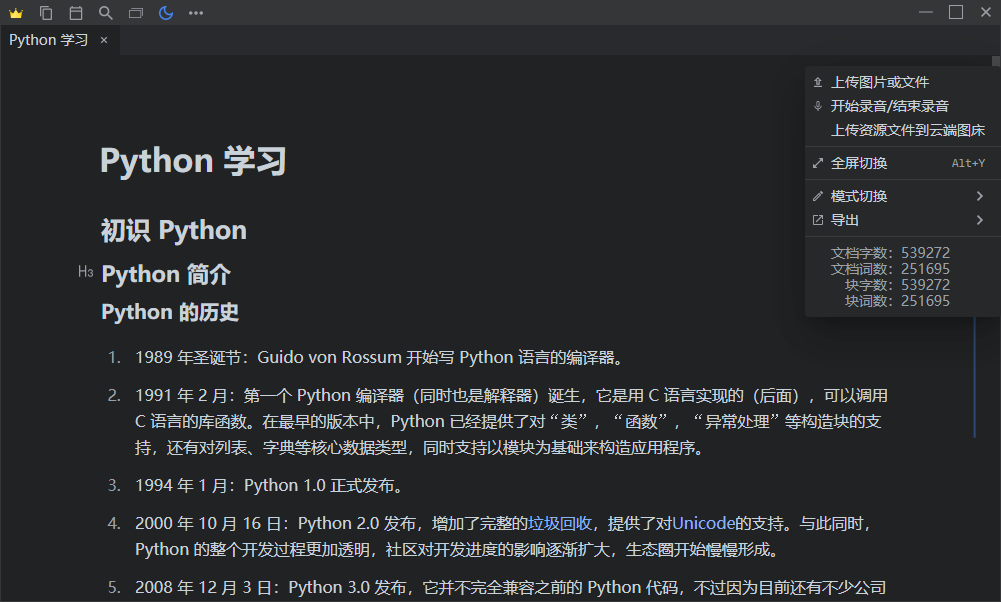 Python 学习 ×
上传图片或文件
开始录音/结束录音
上传资源文件到云端图床
全屏切换 Alt+Y
模式切换
导出
文档字数：539272
文档词数：251695
块字数：539272
块词数：251695
Python 学习
初识 Python
H3 Python 简介
Python 的历史
1. 1989 年圣诞节：Guido von Rossum 开始写 Python 语言的编译器。
2. 1991 年 2 月：第一个 Python 编译器（同时也是解释器）诞生，它是用 C 语言实现的（后面），可以调用
C 语言的库函数。在最早的版本中，Python 已经提供了对“类”，“函数”，“异常处理”等构造块的支
持，还有对列表、字典等核心数据类型，同时支持以模块为基础来构造应用程序。
3. 1994 年 1 月：Python 1.0 正式发布。
4. 2000 年 10 月 16 日：Python 2.0 发布，增加了完整的垃圾回收，提供了对Unicode的支持。与此同时，
Python 的整个开发过程更加透明，社区对开发进度的影响逐渐扩大，生态圈开始慢慢形成。
5. 2008 年 12 月 3 日：Python 3.0 发布，它并不完全兼容之前的 Python 代码，不过因为目前还有不少公司